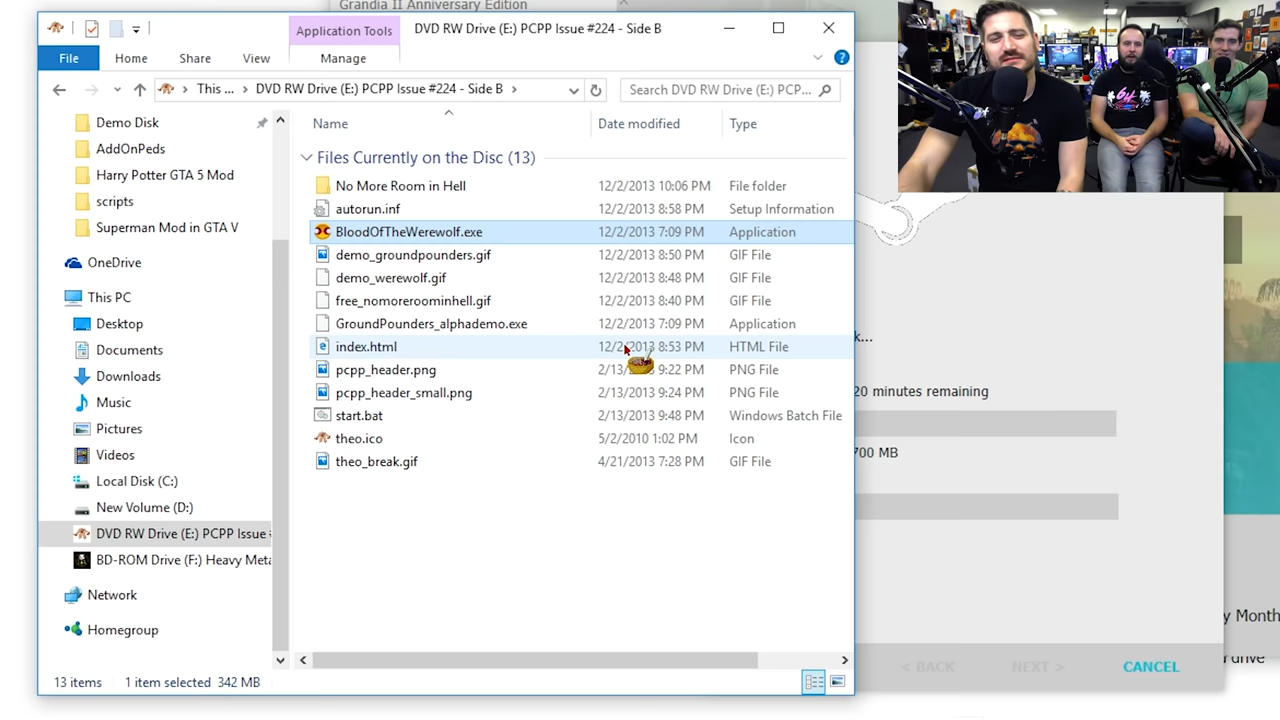 Grandia II Anniversary Edition
Application Tools
DVD RW Drive (E:) PCPP Issue #224 - Side B
File
Home
Share
View
Manage
This ...
DVD RW Drive (E:) PCPP Issue #224 - Side B
Search DVD RW Drive (E:) PCP...
Name
Date modified
Type
Demo Disk
AddOnPeds
Harry Potter GTA 5 Mod
scripts
Superman Mod in GTA V
OneDrive
This PC
Desktop
Documents
Downloads
Music
Pictures
Videos
Local Disk (C:)
New Volume (D:)
DVD RW Drive (E:) PCPP Issue
BD-ROM Drive (F:) Heavy Meta
Network
Homegroup
Files Currently on the Disc (13)
No More Room in Hell 12/2/2013 10:06 PM File folder
autorun.inf 12/2/2013 8:58 PM Setup Information
BloodOfTheWerewolf.exe 12/2/2013 7:09 PM Application
demo_groundpounders.gif 12/2/2013 8:50 PM GIF File
demo_werewolf.gif 12/2/2013 8:48 PM GIF File
free_nomoreroominhell.gif 12/2/2013 8:40 PM GIF File
GroundPounders_alphademo.exe 12/2/2013 7:09 PM Application
index.html 12/2/2013 8:53 PM HTML File
pcpp_header.png 2/13/ 9:22 PM PNG File
pcpp_header_small.png 2/13/2013 9:24 PM PNG File
start.bat 2/13/2013 9:48 PM Windows Batch File
theo.ico 5/2/2010 1:02 PM Icon
theo_break.gif 4/21/2013 7:28 PM GIF File
13 items 1 item selected 342 MB
k...
20 minutes remaining
700 MB
y Month
drive
< BACK
NEXT >
CANCEL
64